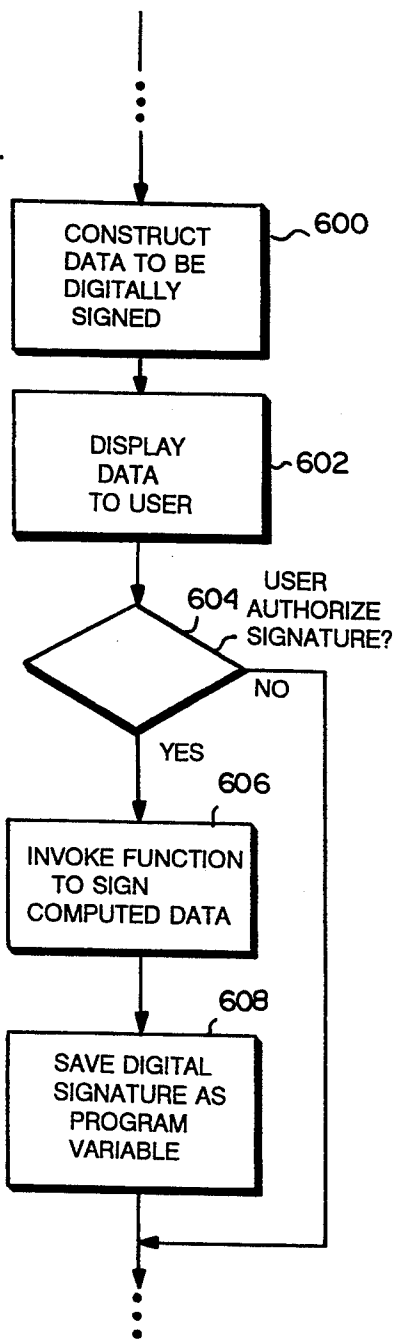 CONSTRUCT
DATA TO BE
DIGITALLY
SIGNED
600
DISPLAY
DATA
TO USER
602
604
USER
AUTHORIZE
SIGNATURE?
NO
YES
606
INVOKE FUNCTION
TO SIGN
COMPUTED DATA
608
SAVE DIGITAL
SIGNATURE AS
PROGRAM
VARIABLE